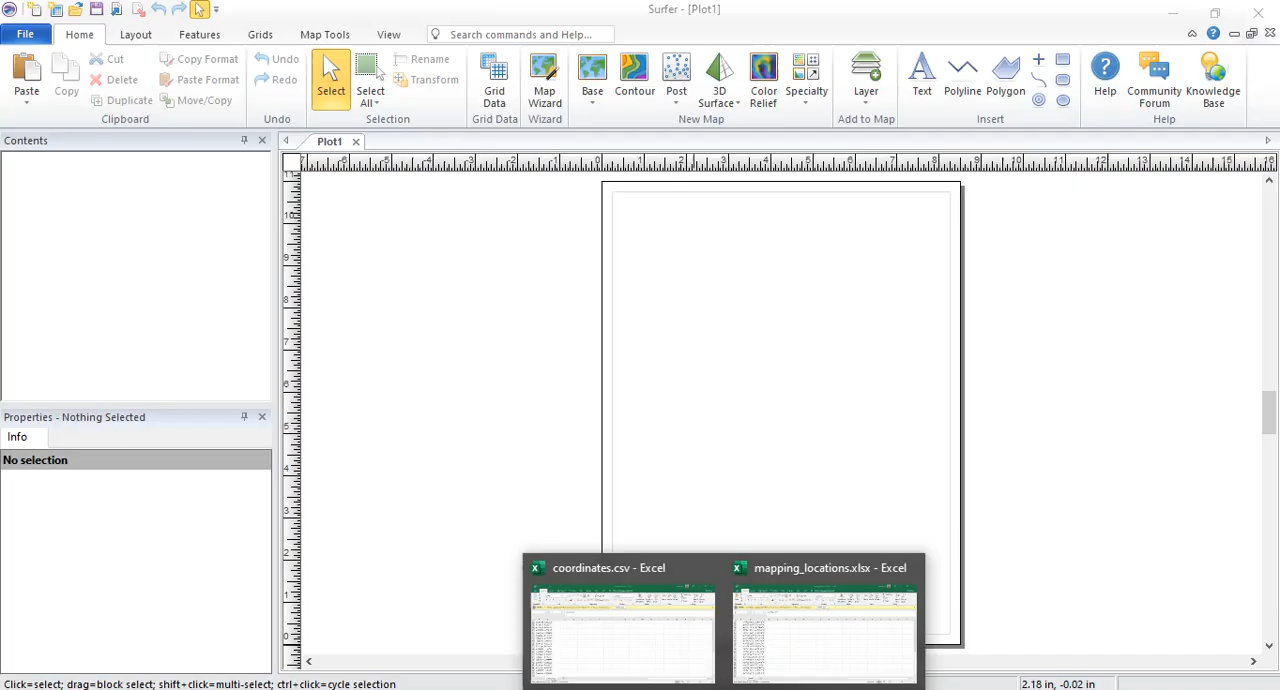 Surfer - [Plot1]
File
Home
Layout
Features
Grids
Map Tools
View
Search commands and Help...
Paste
Copy
Cut
Delete
Duplicate
Copy Format
Paste Format
Move/Copy
Clipboard
Undo
Redo
Undo
Select
Select All
Rename
Transform
Selection
Grid Data
Grid Data
Map Wizard
Wizard
Base
Contour
Post
3D Surface
Color Relief
Specialty
New Map
Layer
Add to Map
Text
Polyline
Polygon
Insert
Help
Community Forum
Knowledge Base
Help
Contents
Plot1
Properties - Nothing Selected
Info
No selection
coordinates.csv - Excel
mapping_locations.xlsx - Excel
Click=select; drag=block select; shift+click=multi-select; ctrl+click=cycle selection
2.18 in, -0.02 in